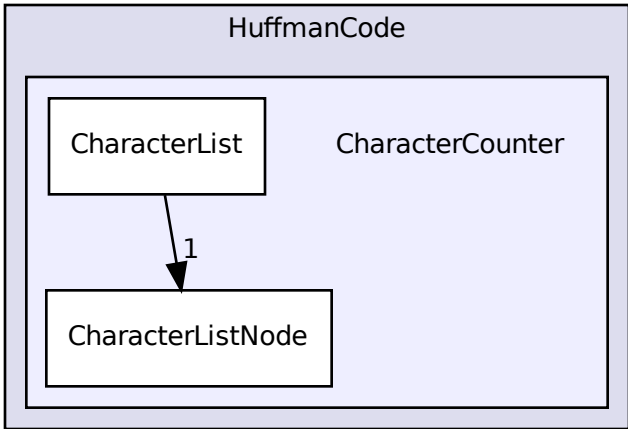 HuffmanCode
CharacterList
CharacterCounter
1
CharacterListNode